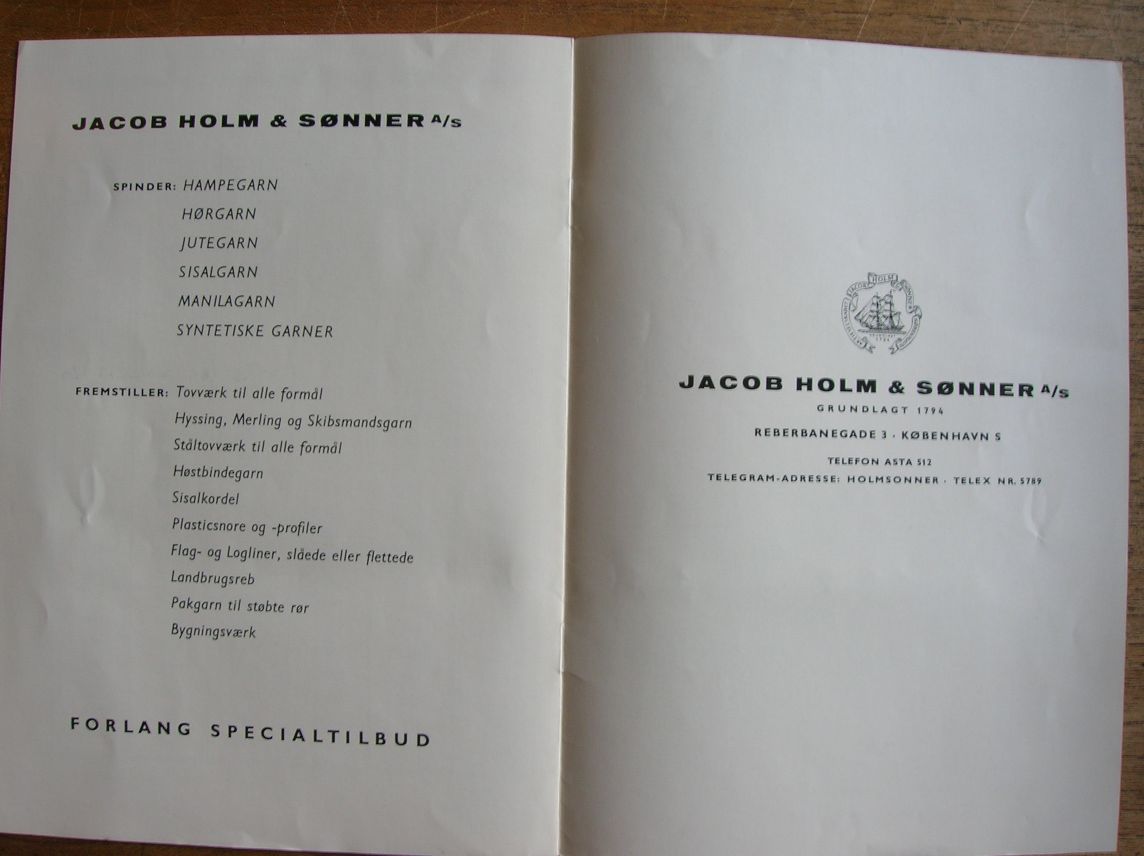 JACOB HOLM & SØNNER A/S
SPINDER: HAMPEGARN
HØRGARN
JUTEGARN
SISALGARN
MANILAGARN
SYNTETISKE GARNER
FREMSTILLER: Tovværk til alle formål
Hyssing, Merling og Skibsmandsgarn
Ståltovværk til alle formål
Høstbindegarn
Sisalkordel
Plasticsnore og -profiler
Flag- og Logliner, slåede eller flettede
Landbrugsreb
Pakgarn til støbte rør
Bygningsværk
FORLANG SPECIALTILBUD
JACOB HOLM & SØNNER
JACOB HOLM & SØNNER A/S
GRUNDLAGT 1794
REBERBANEGADE 3 · KØBENHAVN S
TELEFON ASTA 512
TELEGRAM-ADRESSE: HOLMSONNER · TELEX NR. 5789